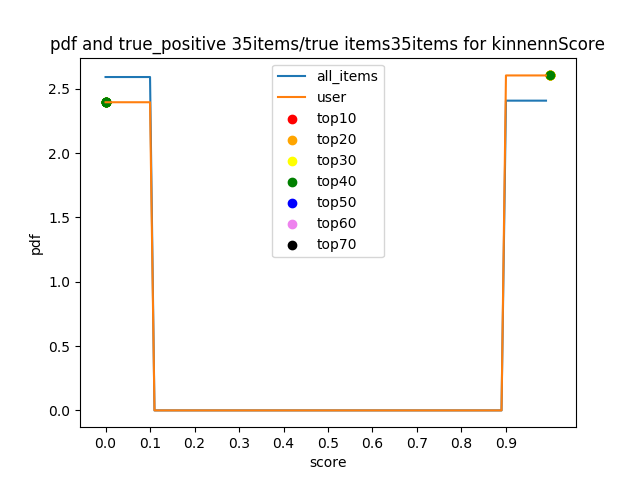 pdf and true_positive 35items/true items35items for kinnennScore
all_items
user
top10
top20
top30
top40
top50
top60
top70
pdf
2.5
2.0
1.5
1.0
0.5
0.0
0.0 0.1 0.2 0.3 0.4 0.5 0.6 0.7 0.8 0.9
score